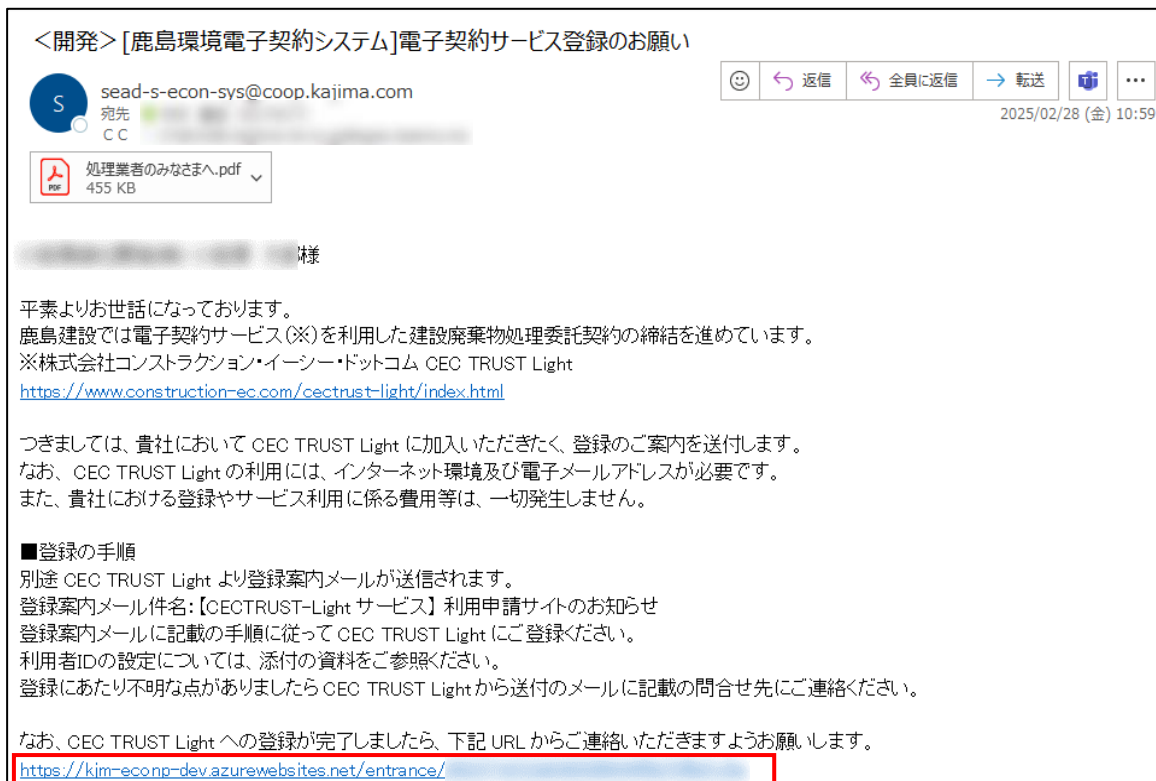 ＜開発＞[鹿島環境電子契約システム]電子契約サービス登録のお願い
S
sead-s-econ-sys@coop.kajima.com
返信
全員に返信
転送
宛先
2025/02/28 (金) 10:59
CC
PDF
処理業者のみなさまへ.pdf
455 KB
様
平素よりお世話になっております。
鹿島建設では電子契約サービス（※）を利用した建設廃棄物処理委託契約の締結を進めています。
※株式会社コンストラクション・イーシー・ドットコム CEC TRUST Light
https://www.construction-ec.com/cectrust-light/index.html
つきましては、貴社において CEC TRUST Light に加入いただきたく、登録のご案内を送付します。
なお、CEC TRUST Light の利用には、インターネット環境及び電子メールアドレスが必要です。
また、貴社における登録やサービス利用に係る費用等は、一切発生しません。
■登録の手順
別途 CEC TRUST Light より登録案内メールが送信されます。
登録案内メール件名：【CECTRUST-Light サービス】 利用申請サイトのお知らせ
登録案内メールに記載の手順に従って CEC TRUST Light にご登録ください。
利用者IDの設定については、添付の資料をご参照ください。
登録にあたり不明な点がありましたら CEC TRUST Light から送付のメールに記載の問合せ先にご連絡ください。
なお、CEC TRUST Light への登録が完了しましたら、下記 URL からご連絡いただきますようお願いします。
https://kjm-econp-dev.azurewebsites.net/entrance/